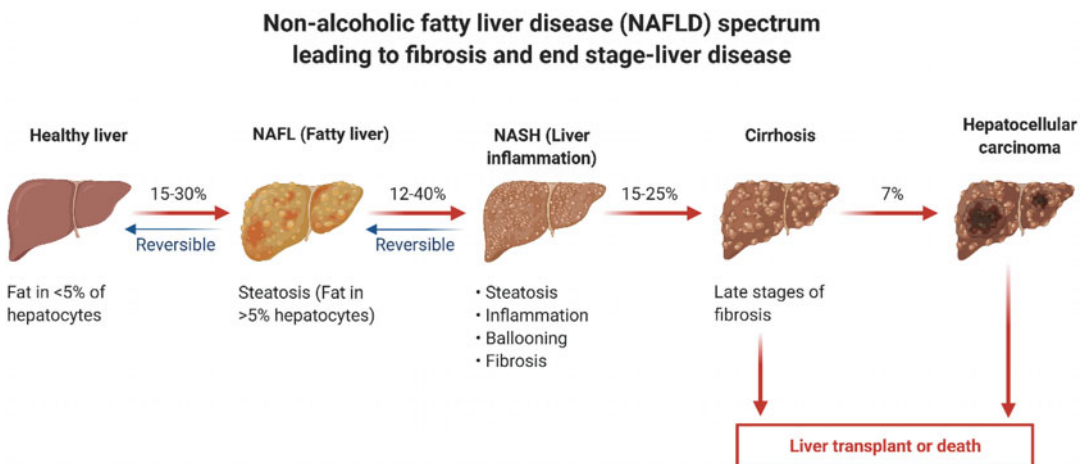 Non-alcoholic fatty liver disease (NAFLD) spectrum
leading to fibrosis and end stage-liver disease
Healthy liver
NAFL (Fatty liver)
NASH (Liver
inflammation)
Cirrhosis
Hepatocellular
carcinoma
15-30%
Reversible
12-40%
Reversible
15-25%
7%
Fat in <5% of
hepatocytes
Steatosis (Fat in
>5% hepatocytes)
• Steatosis
• Inflammation
• Ballooning
• Fibrosis
Late stages of
fibrosis
Liver transplant or death